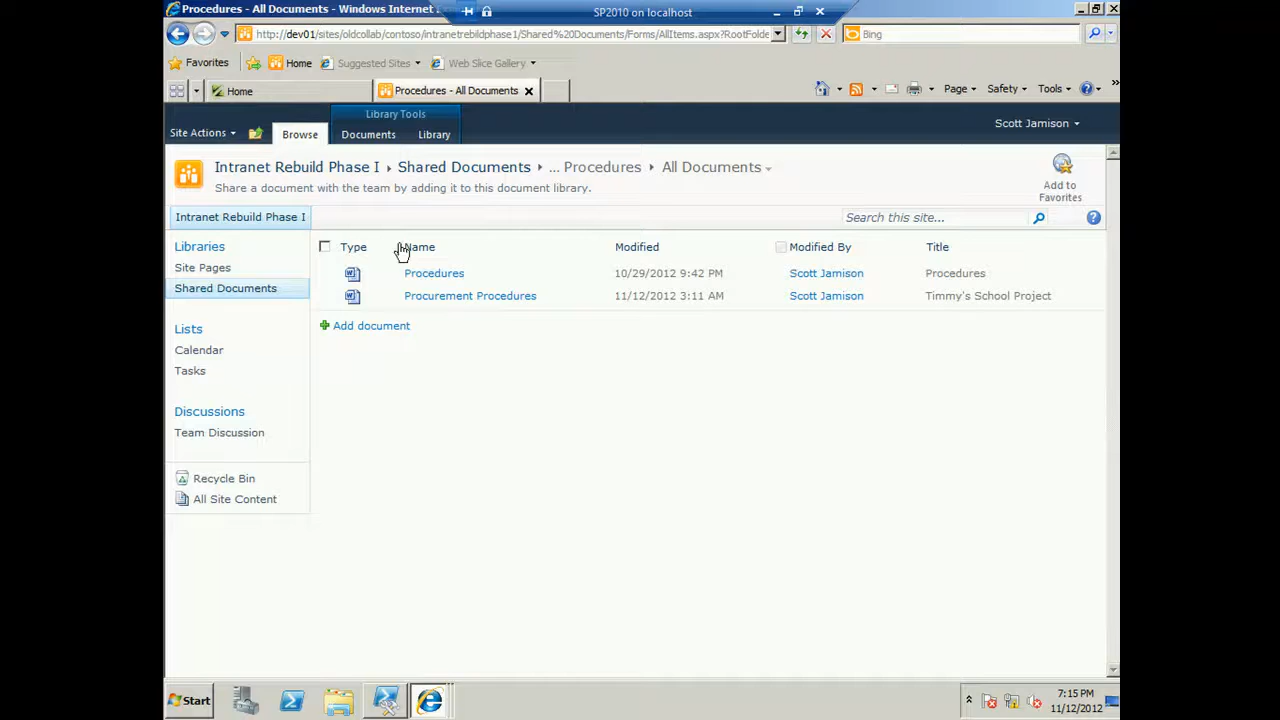 Procedures - All Documents - Windows Internet E
SP2010 on localhost
http://dev01/sites/oldcollab/contoso/intranetrebildphase1/Shared%20Documents/Forms/AllItems.aspx?RootFolde
Bing
Favorites
Home
Suggested Sites
Web Slice Gallery
Home
Procedures - All Documents
Page
Safety
Tools
Library Tools
Site Actions
Browse
Documents
Library
Scott Jamison
Intranet Rebuild Phase I
Shared Documents
... Procedures
All Documents
Share a document with the team by adding it to this document library.
Add to
Favorites
Intranet Rebuild Phase I
Search this site...
Libraries
Site Pages
Shared Documents
Lists
Calendar
Tasks
Discussions
Team Discussion
Recycle Bin
All Site Content
Type Name Modified Modified By Title
Procedures 10/29/2012 9:42 PM Scott Jamison Procedures
Procurement Procedures 11/12/2012 3:11 AM Scott Jamison Timmy's School Project
Add document
Start
7:15 PM
11/12/2012